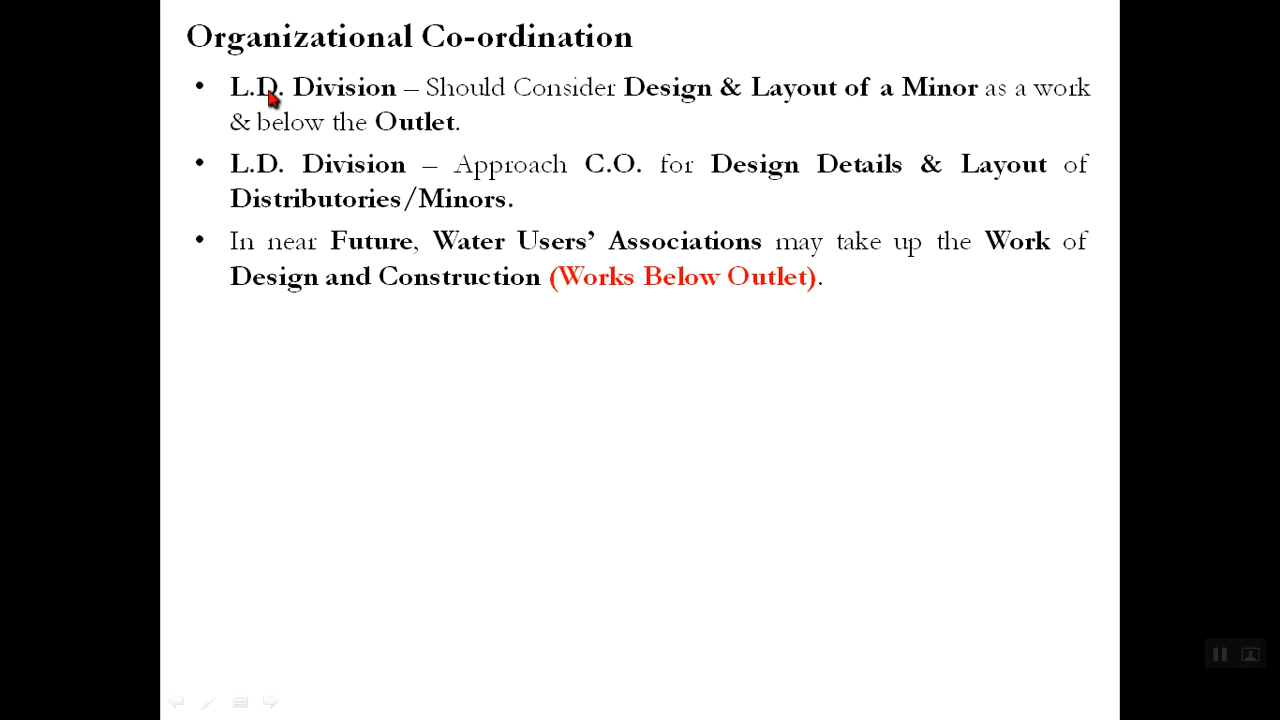 Organizational Co-ordination
• L.D. Division – Should Consider Design & Layout of a Minor as a work
& below the Outlet.
• L.D. Division – Approach C.O. for Design Details & Layout of
Distributories/Minors.
• In near Future, Water Users’ Associations may take up the Work of
Design and Construction (Works Below Outlet).